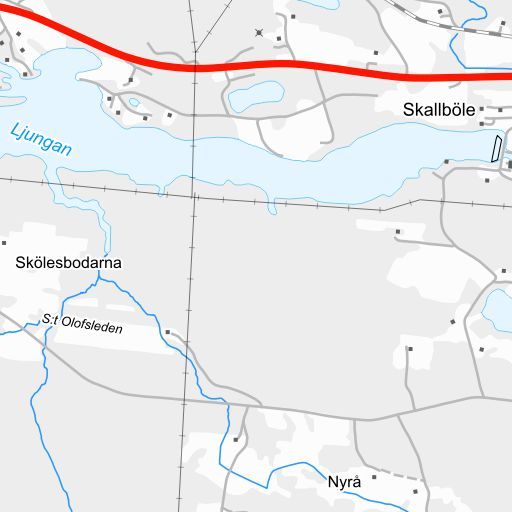 Skallböle
Ljungan
Skölesbodarna
S:t Olofsleden
Nyrå